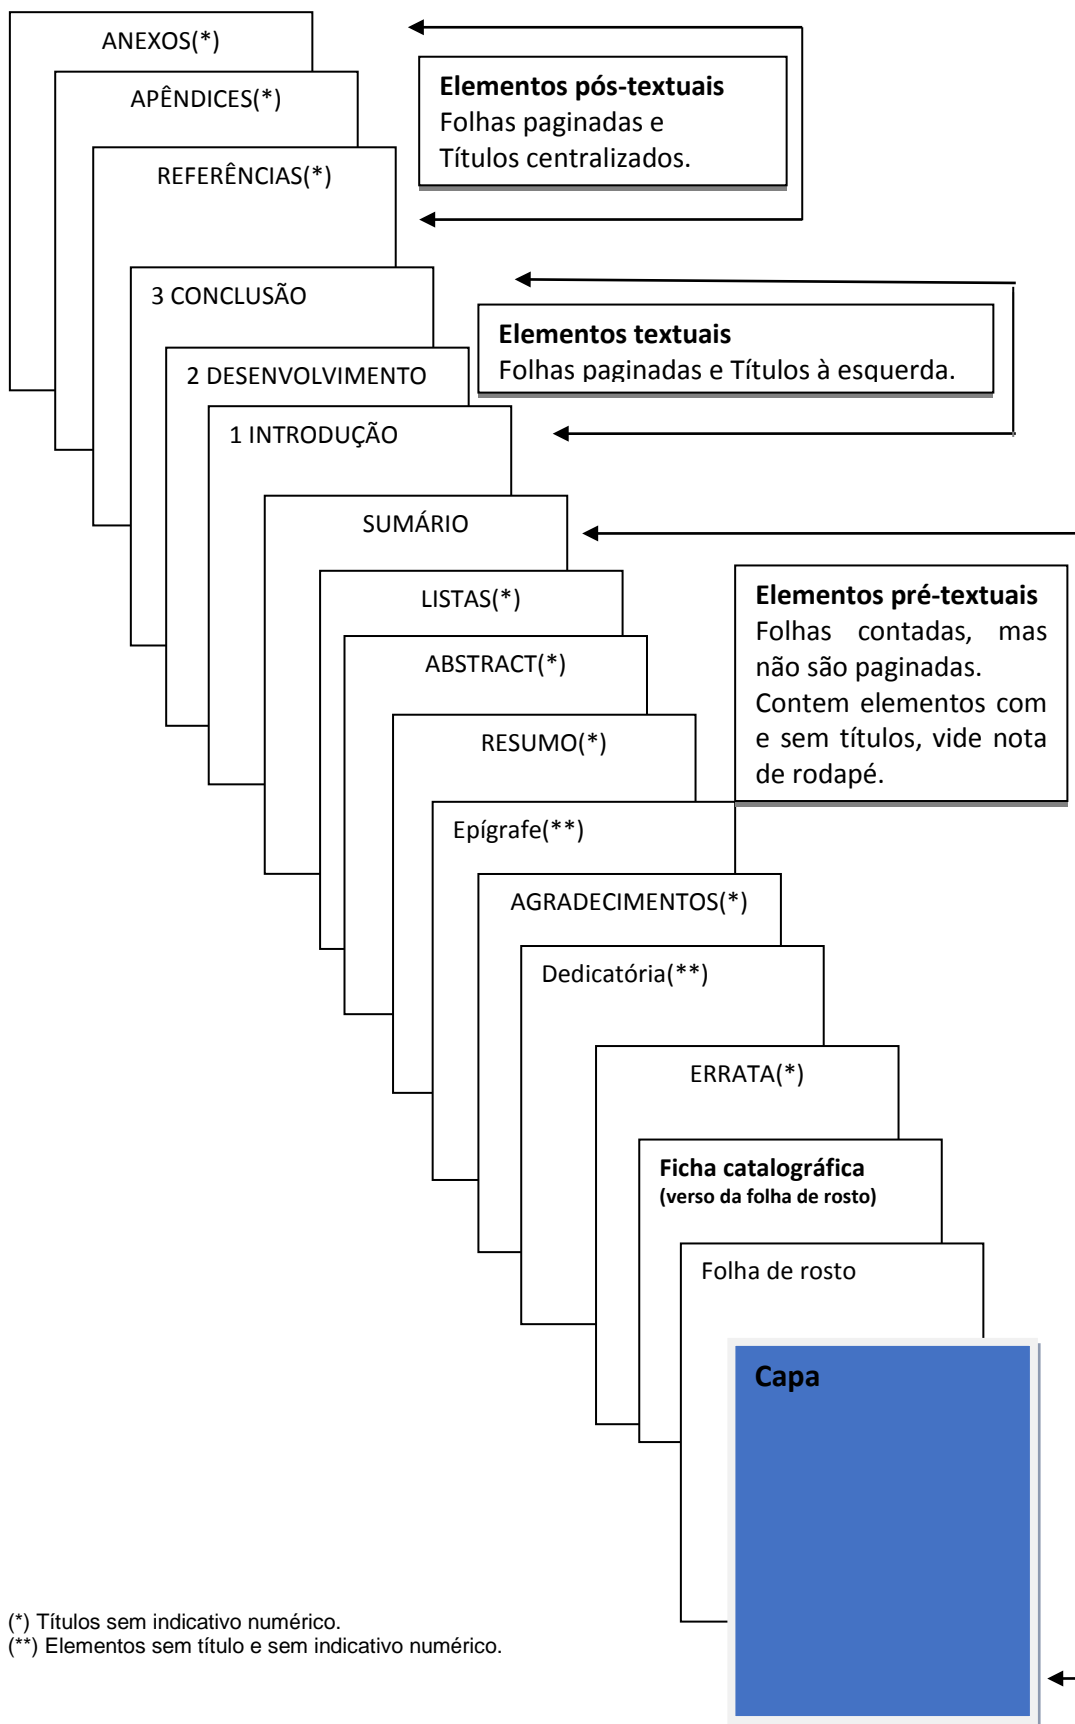 ANEXOS(*)
APÊNDICES(*)
REFERÊNCIAS(*)
Elementos pós-textuais
Folhas paginadas e
Títulos centralizados.
3 CONCLUSÃO
2 DESENVOLVIMENTO
1 INTRODUÇÃO
Elementos textuais
Folhas paginadas e Títulos à esquerda.
SUMÁRIO
LISTAS(*)
ABSTRACT(*)
RESUMO(*)
Elementos pré-textuais
Folhas contadas, mas
não são paginadas.
Contem elementos com
e sem títulos, vide nota
de rodapé.
Epígrafe(**)
AGRADECIMENTOS(*)
Dedicatória(**)
ERRATA(*)
Ficha catalográfica
(verso da folha de rosto)
Folha de rosto
Capa
(*) Títulos sem indicativo numérico.
(**) Elementos sem título e sem indicativo numérico.